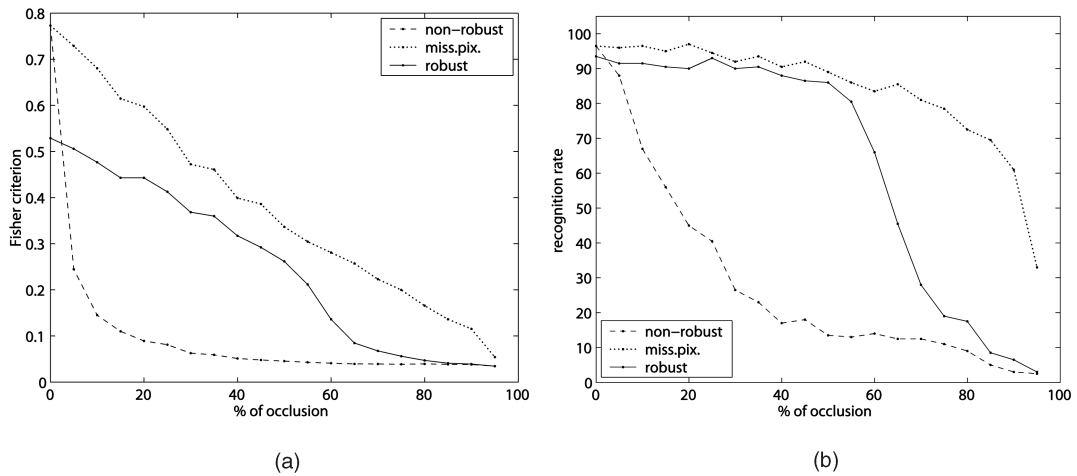 0.8
0.7
0.6
0.5
0.4
0.3
0.2
0.1
0
Fisher criterion
0 20 40 60 80 100
% of occlusion
non-robust
miss.pix.
robust
(a)
100
90
80
70
60
50
40
30
20
10
0
recognition rate
0 20 40 60 80 100
% of occlusion
non-robust
miss.pix.
robust
(b)